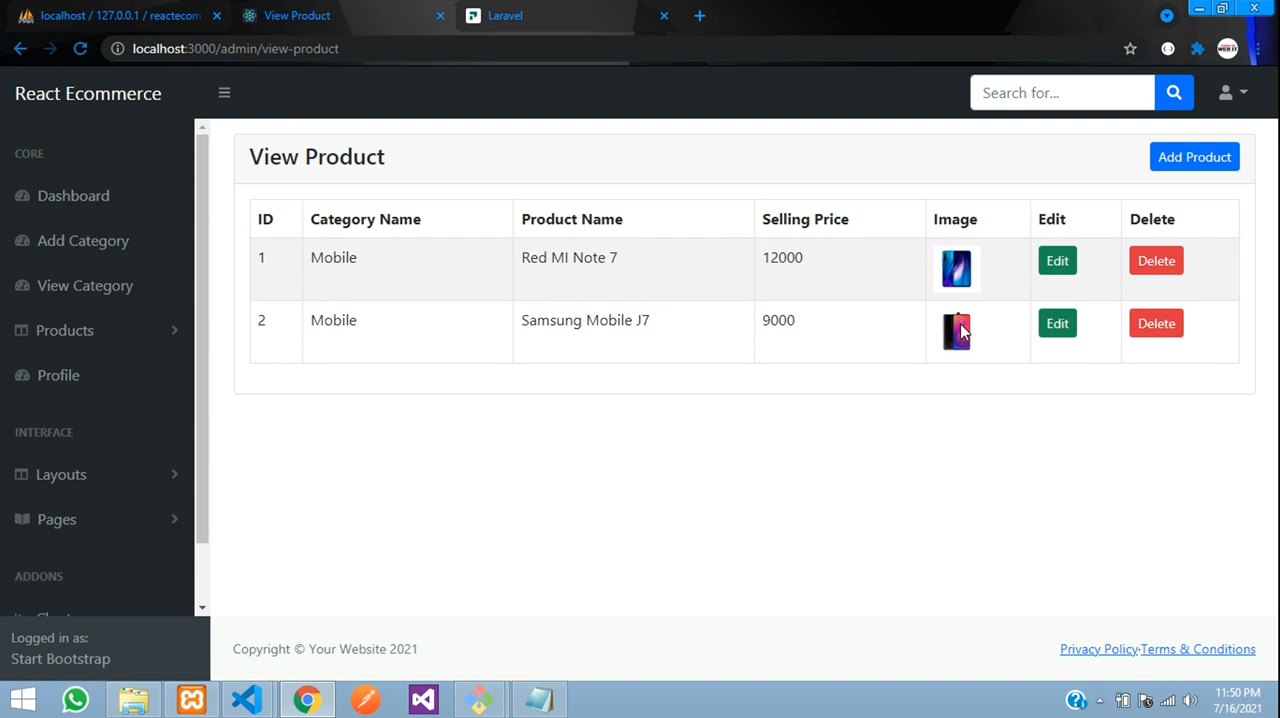 localhost / 127.0.0.1 / reactecom
View Product
Laravel
localhost:3000/admin/view-product
React Ecommerce
Search for...
CORE
Dashboard
Add Category
View Category
Products
Profile
INTERFACE
Layouts
Pages
ADDONS
Logged in as:
Start Bootstrap
View Product
Add Product
ID Category Name Product Name Selling Price Image Edit Delete
1 Mobile Red MI Note 7 12000 Edit Delete
2 Mobile Samsung Mobile J7 9000 Edit Delete
Copyright © Your Website 2021
Privacy Policy·Terms & Conditions
11:50 PM
7/16/2021